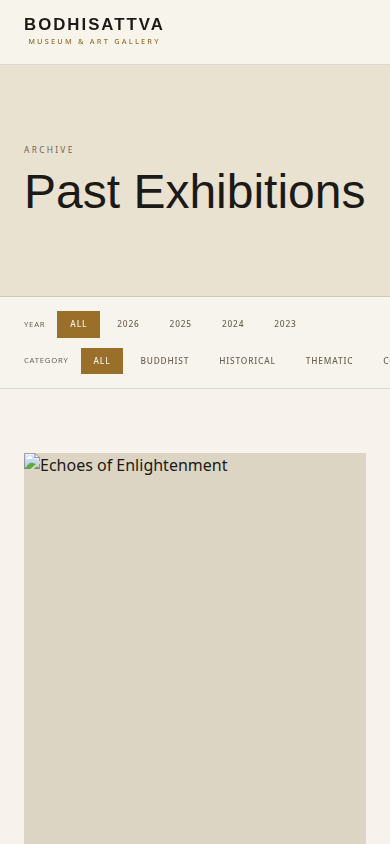 BODHISATTVA
MUSEUM & ART GALLERY
ARCHIVE
Past Exhibitions
YEAR ALL 2026 2025 2024 2023
CATEGORY ALL BUDDHIST HISTORICAL THEMATIC
Echoes of Enlightenment